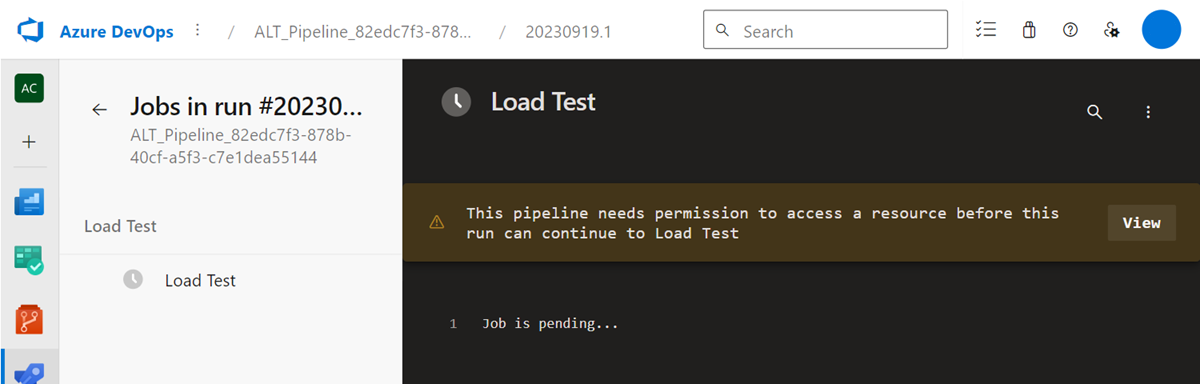 Azure DevOps / ALT_Pipeline_82edc7f3-878... / 20230919.1 Search
AC
Jobs in run #20230...
ALT_Pipeline_82edc7f3-878b-
40cf-a5f3-c7e1dea55144
Load Test
Load Test
Load Test
This pipeline needs permission to access a resource before this
run can continue to Load Test
View
1 Job is pending...